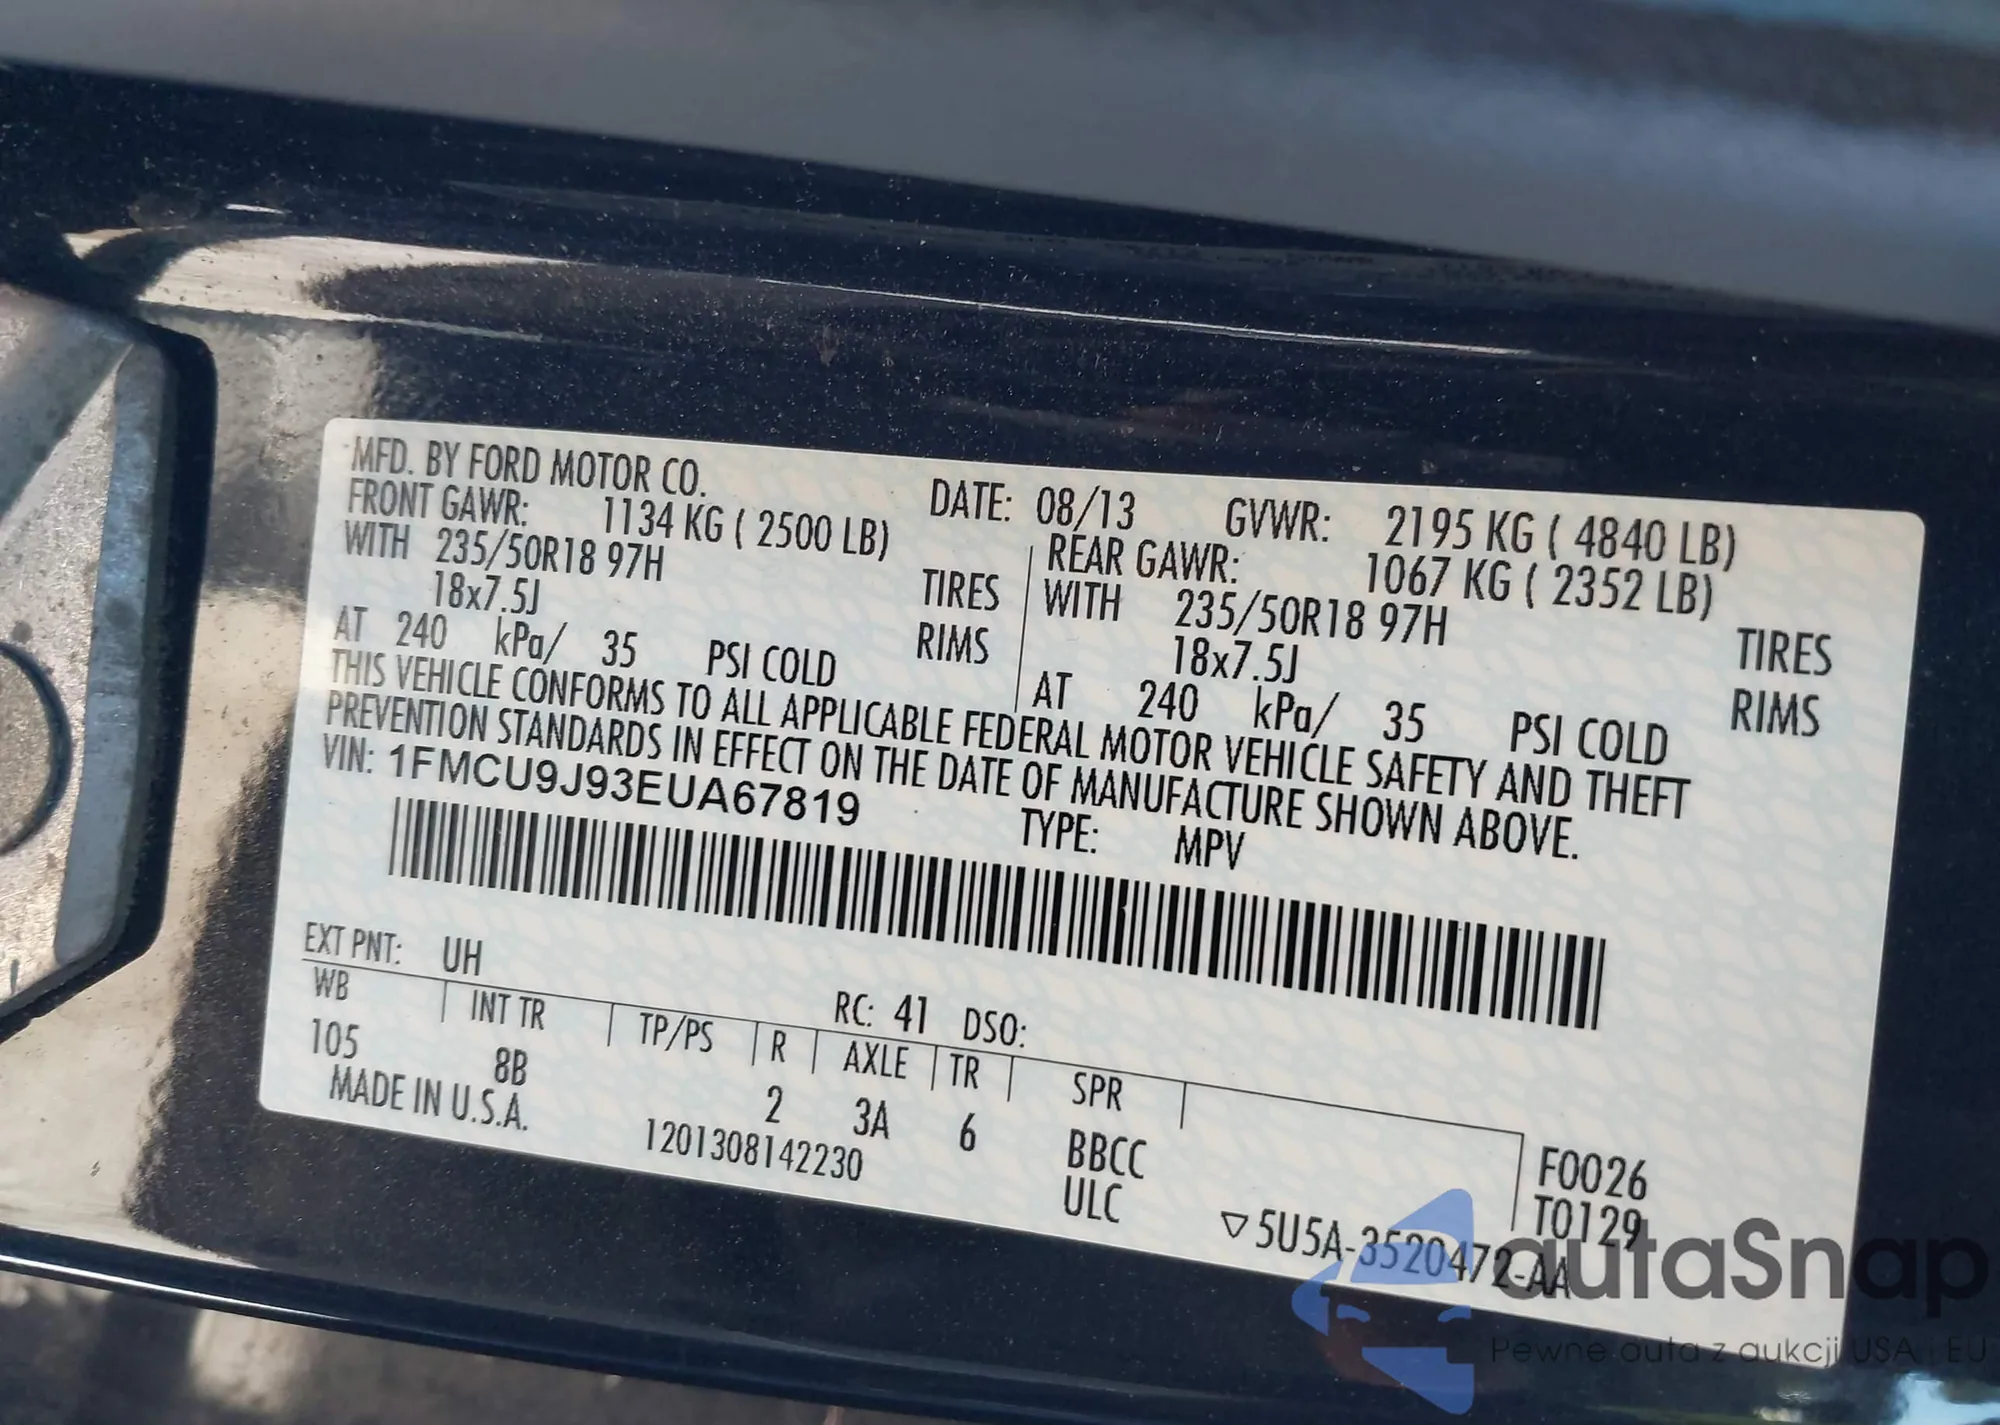 MFD. BY FORD MOTOR CO.
DATE: 08/13 GVWR: 2195 KG ( 4840 LB)
FRONT GAWR: 1134 KG ( 2500 LB)
WITH 235/50R18 97H TIRES
18x7.5J RIMS
AT 240 kPa/ 35 PSI COLD
REAR GAWR: 1067 KG ( 2352 LB)
WITH 235/50R18 97H TIRES
18x7.5J RIMS
AT 240 kPa/ 35 PSI COLD
THIS VEHICLE CONFORMS TO ALL APPLICABLE FEDERAL MOTOR VEHICLE SAFETY AND THEFT
PREVENTION STANDARDS IN EFFECT ON THE DATE OF MANUFACTURE SHOWN ABOVE.
VIN: 1FMCU9J93EUA67819 TYPE: MPV
EXT PNT: UH RC: 41 DSO:
WB INT TR TP/PS R AXLE TR SPR
105 8B 2 3A 6 BBCC F0026
MADE IN U.S.A. 1201308142230 ULC T0129
▽5U5A-3520472-AA
autaSnap
Pewne auta z aukcji USA i EU